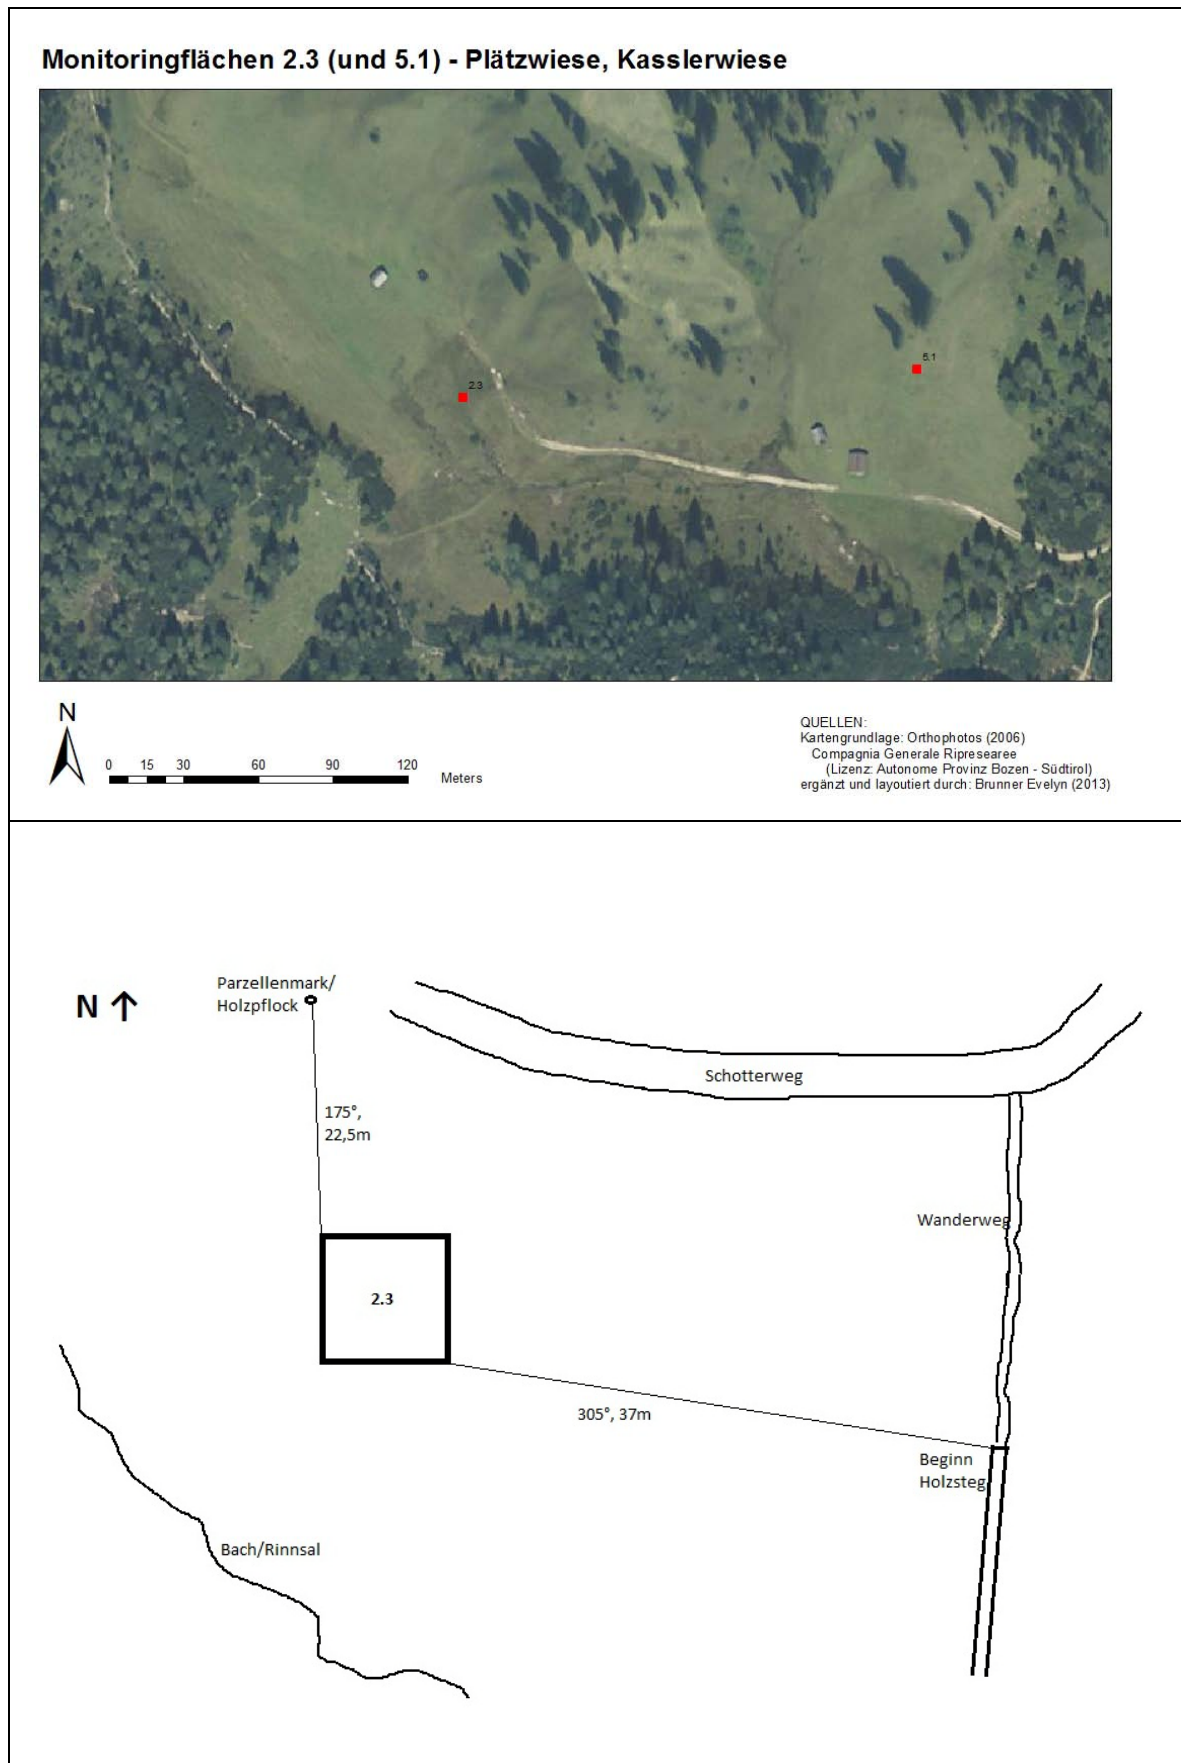 Monitoringflächen 2.3 (und 5.1) - Plätzwiese, Kasslerwiese
5.1
2.3
N
0 15 30 60 90 120
Meters
QUELLEN:
Kartengrundlage: Orthophotos (2006)
Compagnia Generale Ripresearee
(Lizenz: Autonome Provinz Bozen - Südtirol)
ergänzt und layoutiert durch: Brunner Evelyn (2013)
Parzellenmark/
Holzpflock
N ↑
Schotterweg
175°,
22,5m
Wanderweg
2.3
305°, 37m
Beginn
Holzsteg
Bach/Rinnsal